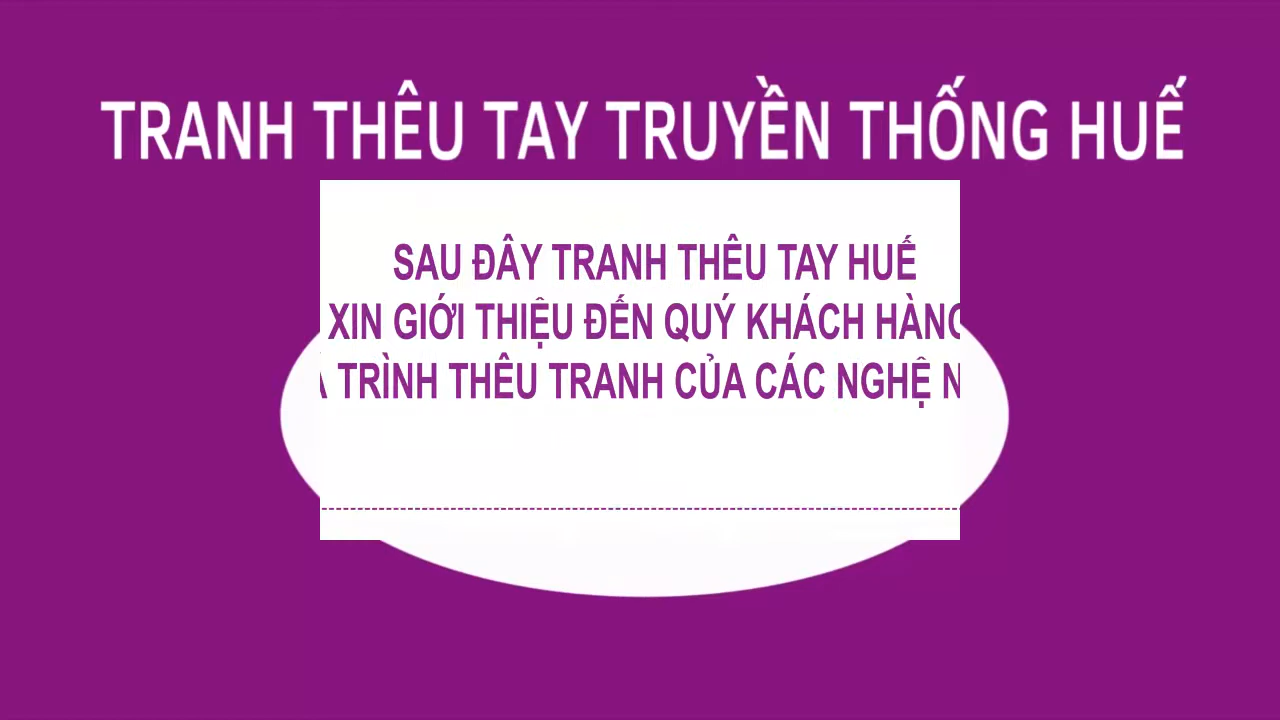 TRANH THÊU TAY TRUYỀN THỐNG HUẾ
SAU ĐÂY TRANH THÊU TAY HUẾ
XIN GIỚI THIỆU ĐẾN QUÝ KHÁCH HÀNG
TRÌNH THÊU TRANH CỦA CÁC NGHỆ